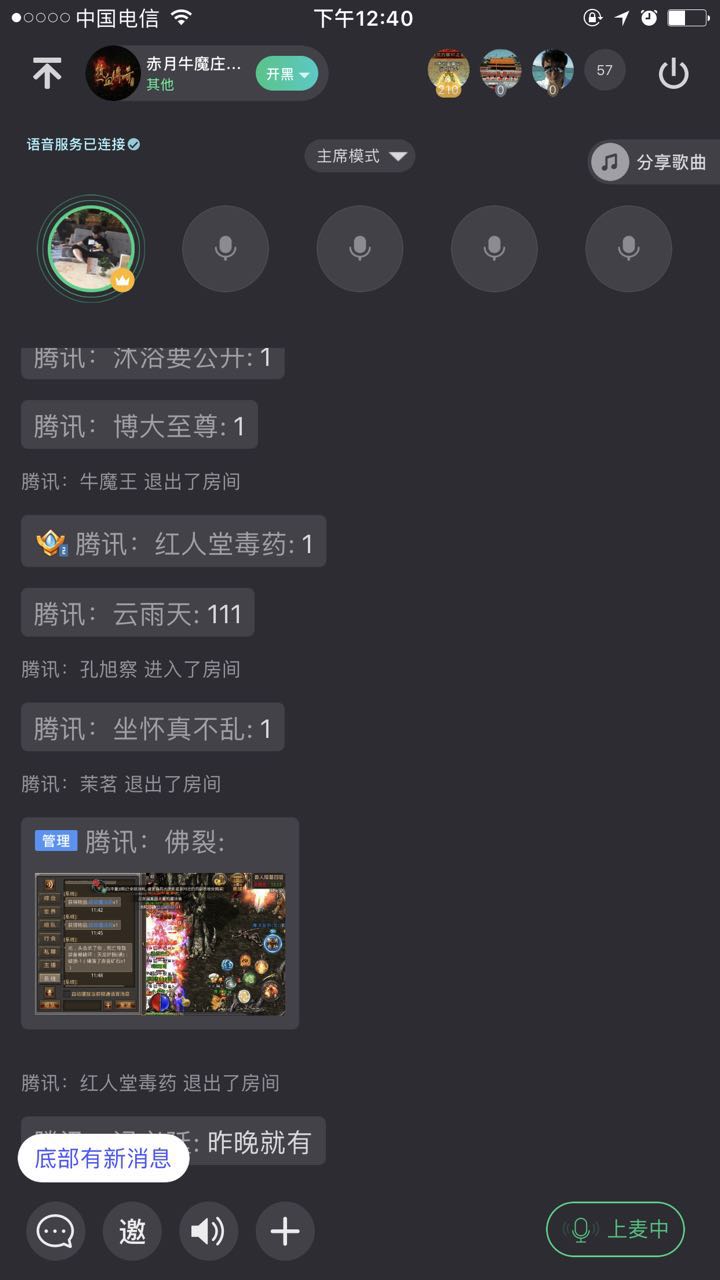 中国电信
下午12:40
赤月牛魔庄...
其他
开黑
210
0
0
57
语音服务已连接
主席模式
分享歌曲
腾讯：沐浴要公开: 1
腾讯：博大至尊: 1
腾讯：牛魔王 退出了房间
2 腾讯：红人堂毒药: 1
腾讯：云雨天: 111
腾讯：孔旭察 进入了房间
腾讯：坐怀真不乱: 1
腾讯：茉茗 退出了房间
管理 腾讯：佛裂:
11:42
11:45
11:48
腾讯：红人堂毒药 退出了房间
昨晚就有
底部有新消息
邀
上麦中